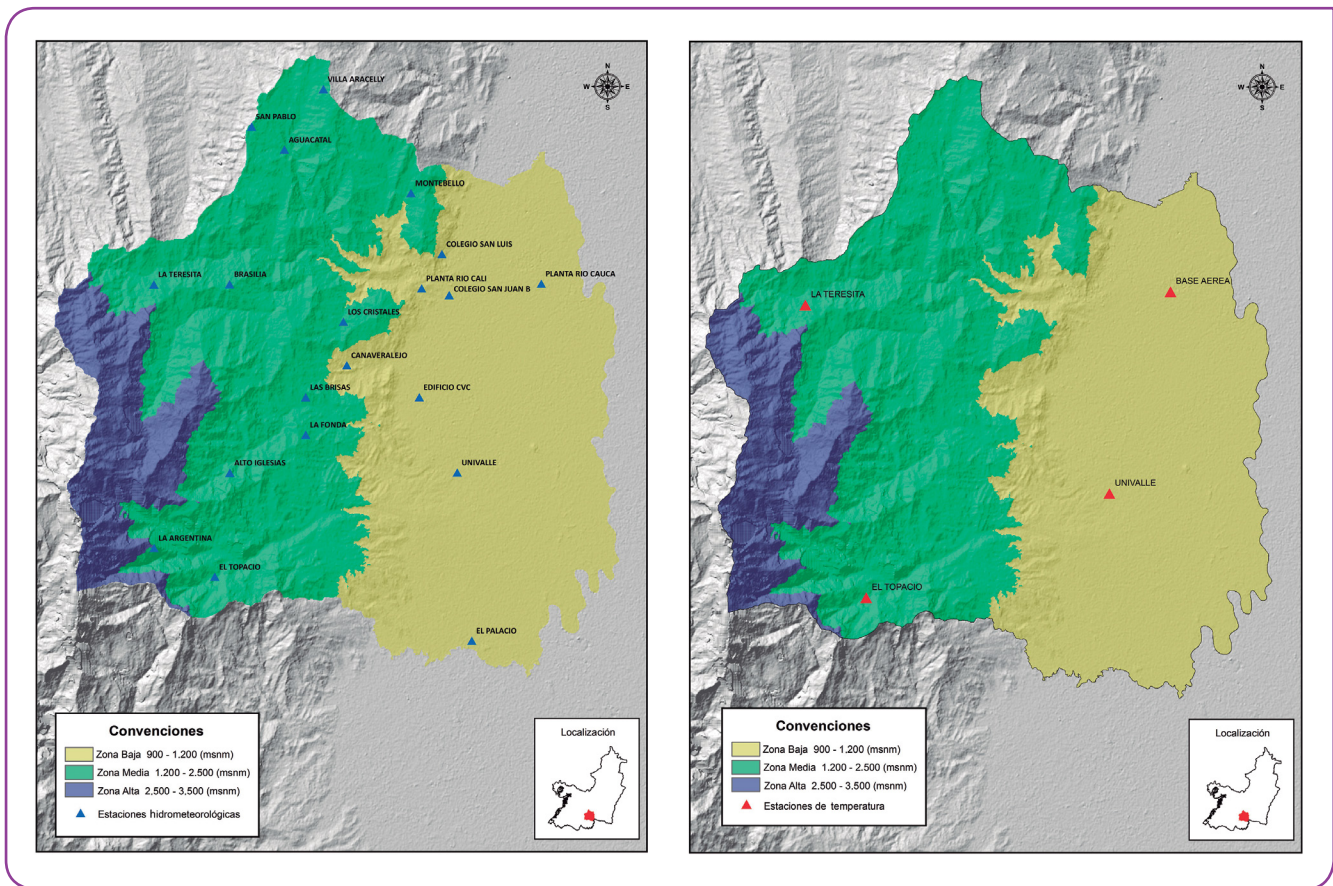 N
W
E
S
VILLA ARACELLY
SAN PABLO
AGUACATAL
MONTEBELLO
COLEGIO SAN LUIS
LA TERESITA
BRASILIA
PLANTA RIO CALI
PLANTA RIO CAUCA
COLEGIO SAN JUAN B
LOS CRISTALES
CANAVERALEJO
LAS BRISAS
EDIFICIO CVC
LA FONDA
ALTO IGLESIAS
UNIVALLE
LA ARGENTINA
EL TOPACIO
EL PALACIO
Convenciones
Zona Baja 900 - 1.200 (msnm)
Zona Media 1.200 - 2.500 (msnm)
Zona Alta 2.500 - 3.500 (msnm)
Estaciones hidrometeorológicas
Localización
N
W
E
S
LA TERESITA
BASE AEREA
UNIVALLE
EL TOPACIO
Convenciones
Zona Baja 900 - 1.200 (msnm)
Zona Media 1.200 - 2.500 (msnm)
Zona Alta 2.500 - 3.500 (msnm)
Estaciones de temperatura
Localización